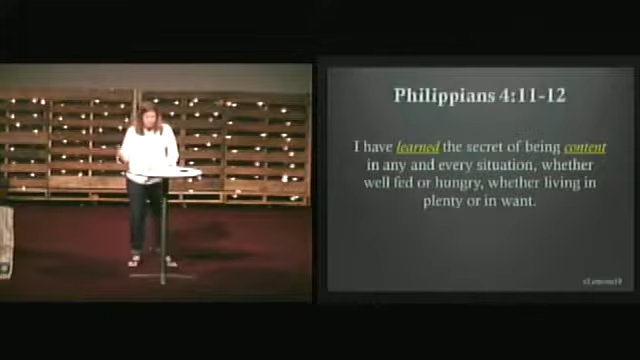 Philippians 4:11-12
I have learned the secret of being content
in any and every situation, whether
well fed or hungry, whether living in
plenty or in want.